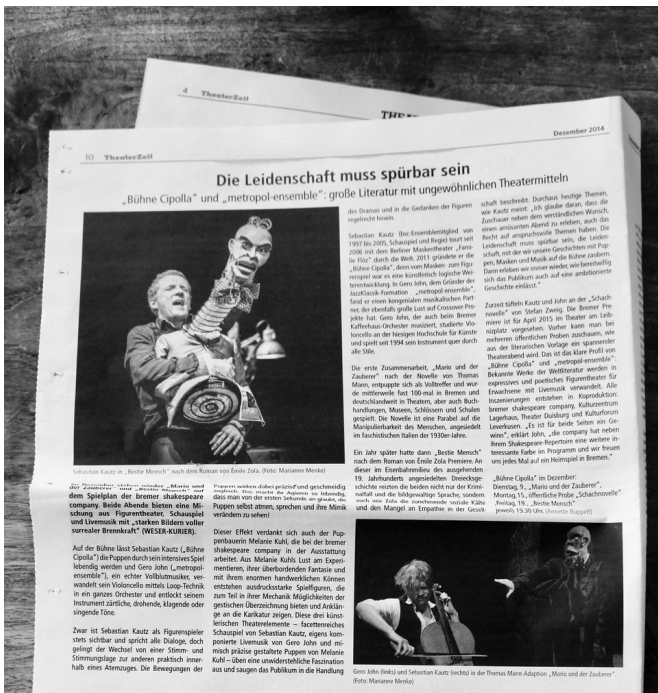 4 TheaterZeit
THE
Dezember 2014
10 TheaterZeit
Die Leidenschaft muss spürbar sein
„Bühne Cipolla“ und „metropol-ensemble“: große Literatur mit ungewöhnlichen Theatermitteln
Sebastian Kautz in „Bestie Mensch“ nach dem Roman von Émile Zola. (Foto: Marianne Menke)
Im Dezember stehen wieder „Mario und
der Zauberer“ und „Bestie Mensch“ auf
dem Spielplan der bremer shakespeare
company. Beide Abende bieten eine Mi-
schung aus Figurentheater, Schauspiel
und Livemusik mit „starken Bildern voller
surrealer Brennkraft“ (WESER-KURIER).
Auf der Bühne lässt Sebastian Kautz („Bühne
Cipolla“) die Puppen durch sein intensives Spiel
lebendig werden und Gero John („metropol-
ensemble“), ein echter Vollblutmusiker, ver-
wandelt sein Violoncello mittels Loop-Technik
in ein ganzes Orchester und entlockt seinem
Instrument zärtliche, drohende, klagende oder
singende Töne.
Zwar ist Sebastian Kautz als Figurenspieler
stets sichtbar und spricht alle Dialoge, doch
gelingt der Wechsel von einer Stimm- und
Stimmungslage zur anderen praktisch inner-
halb eines Atemzuges. Die Bewegungen der
Puppen wirken dabei präzise und geschmeidig
zugleich. Das macht ihr Agieren so lebendig,
dass man von der ersten Sekunde an glaubt, die
Puppen selbst atmen, sprechen und ihre Mimik
verändern zu sehen!
Dieser Effekt verdankt sich auch der Pup-
penbauerin Melanie Kuhl, die bei der bremer
shakespeare company in der Ausstattung
arbeitet. Aus Melanie Kuhls Lust am Experi-
mentieren, ihrer überbordenden Fantasie und
mit ihrem enormen handwerklichen Können
entstehen ausdrucksstarke Spielfiguren, die
zum Teil in ihrer Mechanik Möglichkeiten der
gestischen Überzeichnung bieten und Anklän-
ge an die Karikatur zeigen. Diese drei künst-
lerischen Theaterelemente – facettenreiches
Schauspiel von Sebastian Kautz, eigens kom-
ponierte Livemusik von Gero John und mi-
misch präzise gestaltete Puppen von Melanie
Kuhl – üben eine unwiderstehliche Faszination
aus und saugen das Publikum in die Handlung
des Dramas und in die Gedanken der Figuren
regelrecht hinein.
Sebastian Kautz (bsc-Ensemblemitglied von
1997 bis 2005, Schauspiel und Regie) tourt seit
2006 mit dem Berliner Maskentheater „Fami-
lie Flöz“ durch die Welt. 2011 gründete er die
„Bühne Cipolla“, denn vom Masken- zum Figu-
renspiel war es eine künstlerisch logische Wei-
terentwicklung. In Gero John, dem Gründer der
JazzKlassik-Formation „metropol-ensemble“,
fand er einen kongenialen musikalischen Part-
ner, der ebenfalls große Lust auf Crossover-Pro-
jekte hat. Gero John, der auch beim Bremer
Kaffeehaus-Orchester musiziert, studierte Vio-
loncello an der hiesigen Hochschule für Künste
und spielt seit 1994 sein Instrument quer durch
alle Stile.
Die erste Zusammenarbeit, „Mario und der
Zauberer“ nach der Novelle von Thomas
Mann, entpuppte sich als Volltreffer und wur-
de mittlerweile fast 100-mal in Bremen und
deutschlandweit in Theatern, aber auch Buch-
handlungen, Museen, Schlössern und Schulen
gespielt. Die Novelle ist eine Parabel auf die
Manipulierbarkeit des Menschen, angesiedelt
im faschistischen Italien der 1930er-Jahre.
Ein Jahr später hatte dann „Bestie Mensch“
nach dem Roman von Émile Zola Premiere. An
dieser im Eisenbahnmilieu des ausgehenden
19. Jahrhunderts angesiedelten Dreiecksge-
schichte reizten die beiden nicht nur der Krimi-
nalfall und die bildgewaltige Sprache, sondern
auch von Zola die zunehmende soziale Kälte
und den Mangel an Empathie in der Gesell-
schaft beschreibt. Durchaus heutige Themen,
wie Kautz meint: „Ich glaube daran, dass die
Zuschauer neben dem verständlichen Wunsch,
einen amüsanten Abend zu erleben, auch das
Recht auf anspruchsvolle Themen haben. Die
Leidenschaft muss spürbar sein, die Leiden-
schaft, mit der wir unsere Geschichten mit Pup-
pen, Masken und Musik auf die Bühne zaubern.
Dann erleben wir immer wieder, wie bereitwillig
sich das Publikum auch auf eine ambitionierte
Geschichte einlässt.“
Zurzeit tüfteln Kautz und John an der „Schach-
novelle“ von Stefan Zweig. Die Bremer Pre-
miere ist für April 2015 im Theater am Leib-
nizplatz vorgesehen. Vorher kann man bei
mehreren öffentlichen Proben zuschauen, wie
aus der literarischen Vorlage ein spannender
Theaterabend wird. Das ist das klare Profil von
„Bühne Cipolla“ und „metropol-ensemble“:
Bekannte Werke der Weltliteratur werden in
expressives und poetisches Figurentheater für
Erwachsene mit Livemusik verwandelt. Alle
Inszenierungen entstehen in Koproduktion:
bremer shakespeare company, Kulturzentrum
Lagerhaus, Theater Duisburg und Kulturforum
Leverkusen. „Es ist für beide Seiten ein Ge-
winn“, erklärt John, „die company hat neben
ihrem Shakespeare-Repertoire eine weitere in-
teressante Farbe im Programm und wir freuen
uns jedes Mal auf ein Heimspiel in Bremen.“
„Bühne Cipolla“ im Dezember:
Dienstag, 9., „Mario und der Zauberer“,
Montag, 15., öffentliche Probe „Schachnovelle“
Freitag, 19., „Bestie Mensch“
jeweils 19.30 Uhr. (Annette Ruppelt)
Gero John (links) und Sebastian Kautz (rechts) in der Thomas Mann-Adaption „Mario und der Zauberer“
(Foto: Marianne Menke)